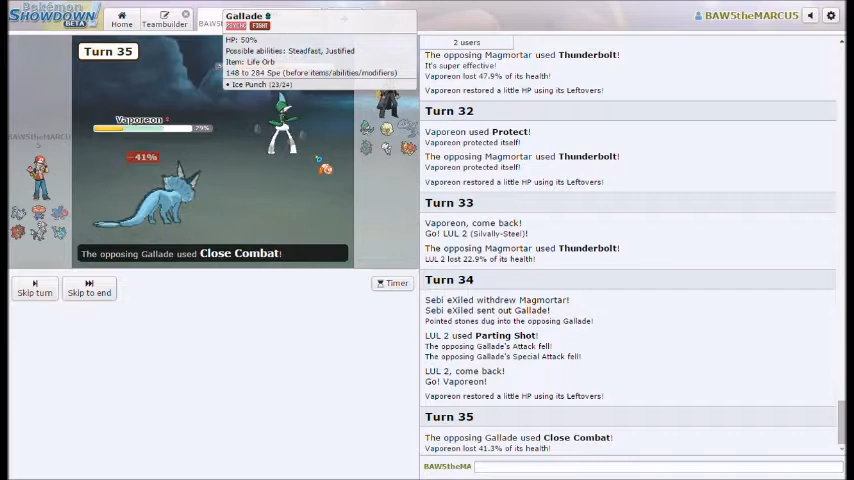 Pokémon
SHOWDOWN
BETA
Home
Teambuilder
BAW5
BAW5theMARCU5
Gallade
PSYCHC FIGHT
HP: 50%
Possible abilities: Steadfast, Justified
Item: Life Orb
148 to 284 Spe (before items/abilities/modifiers)
• Ice Punch (23/24)
Turn 35
BAW5theMARCU
Vaporeon
29%
−41%
The opposing Gallade used Close Combat!
Skip turn
Skip to end
Timer
2 users
The opposing Magmortar used Thunderbolt!
It's super effective!
Vaporeon lost 47.9% of its health!
Vaporeon restored a little HP using its Leftovers!
Turn 32
Vaporeon used Protect!
Vaporeon protected itself!
The opposing Magmortar used Thunderbolt!
Vaporeon protected itself!
Vaporeon restored a little HP using its Leftovers!
Turn 33
Vaporeon, come back!
Go! LUL 2 (Silvally-Steel)!
The opposing Magmortar used Thunderbolt!
LUL 2 lost 22.9% of its health!
Turn 34
Sebi eXiled withdrew Magmortar!
Sebi eXiled sent out Gallade!
Pointed stones dug into the opposing Gallade!
LUL 2 used Parting Shot!
The opposing Gallade's Attack fell!
The opposing Gallade's Special Attack fell!
LUL 2, come back!
Go! Vaporeon!
Vaporeon restored a little HP using its Leftovers!
Turn 35
The opposing Gallade used Close Combat!
Vaporeon lost 41.3% of its health!
BAW5theMA